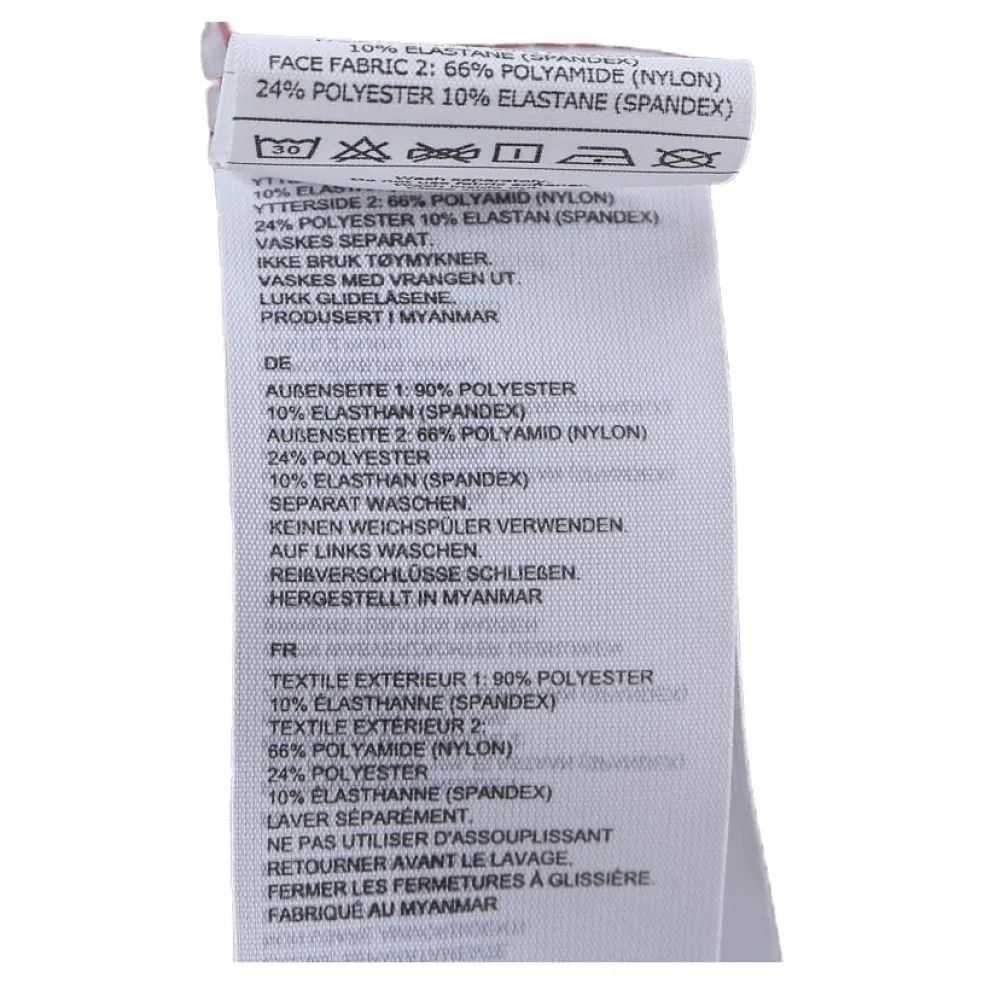 10% ELASTANE (SPANDEX)
FACE FABRIC 2: 66% POLYAMIDE (NYLON)
24% POLYESTER 10% ELASTANE (SPANDEX)
30
Wash separately.
10% ELAST
YTTERSIDE 2: 66% POLYAMID (NYLON)
24% POLYESTER 10% ELASTAN (SPANDEX)
VASKES SEPARAT.
IKKE BRUK TØYMYKNER.
VASKES MED VRANGEN UT.
LUKK GLIDELÅSENE.
PRODUSERT I MYANMAR
DE
AUßENSEITE 1: 90% POLYESTER
10% ELASTHAN (SPANDEX)
AUßENSEITE 2: 66% POLYAMID (NYLON)
24% POLYESTER
10% ELASTHAN (SPANDEX)
SEPARAT WASCHEN.
KEINEN WEICHSPÜLER VERWENDEN.
AUF LINKS WASCHEN.
REIßVERSCHLÜSSE SCHLIEßEN.
HERGESTELLT IN MYANMAR
FR
TEXTILE EXTÉRIEUR 1: 90% POLYESTER
10% ÉLASTHANNE (SPANDEX)
TEXTILE EXTÉRIEUR 2:
66% POLYAMIDE (NYLON)
24% POLYESTER
10% ÉLASTHANNE (SPANDEX)
LAVER SÉPARÉMENT.
NE PAS UTILISER D'ASSOUPLISSANT
RETOURNER AVANT LE LAVAGE.
FERMER LES FERMETURES À GLISSIÈRE.
FABRIQUÉ AU MYANMAR